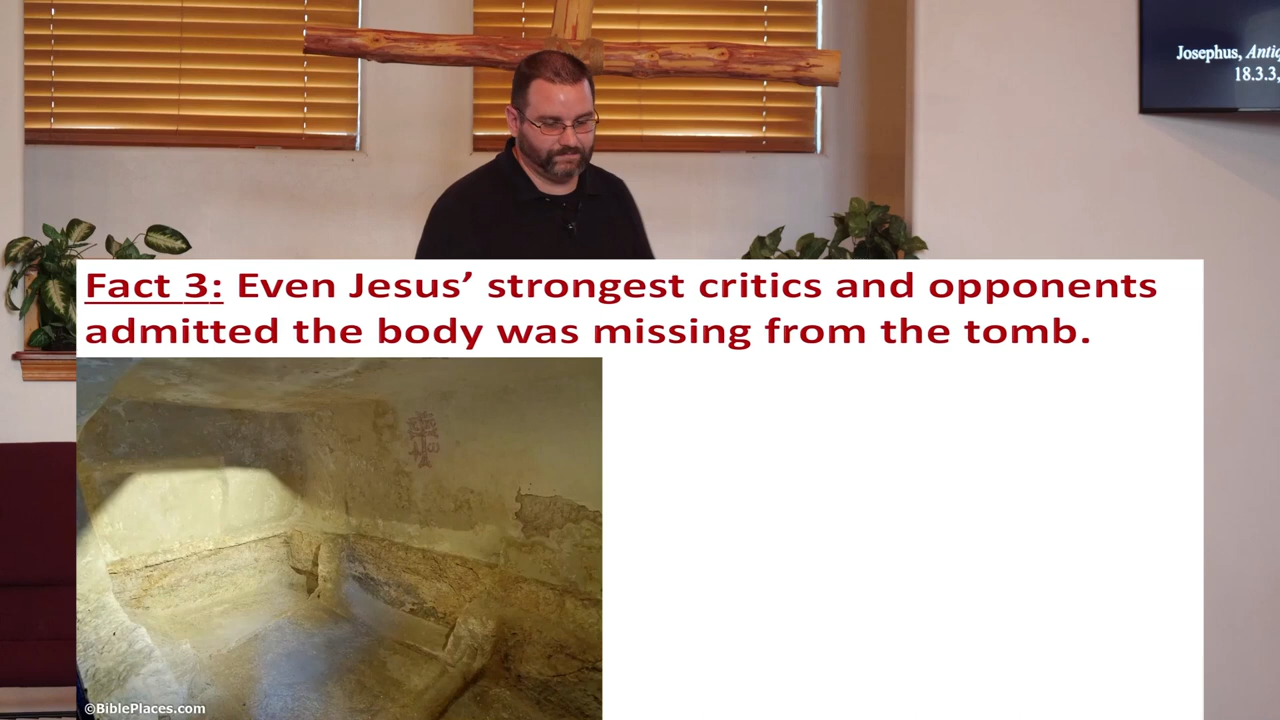 Josephus,
18.3.3,
Fact 3: Even Jesus’ strongest critics and opponents
admitted the body was missing from the tomb.
©BiblePlaces.com